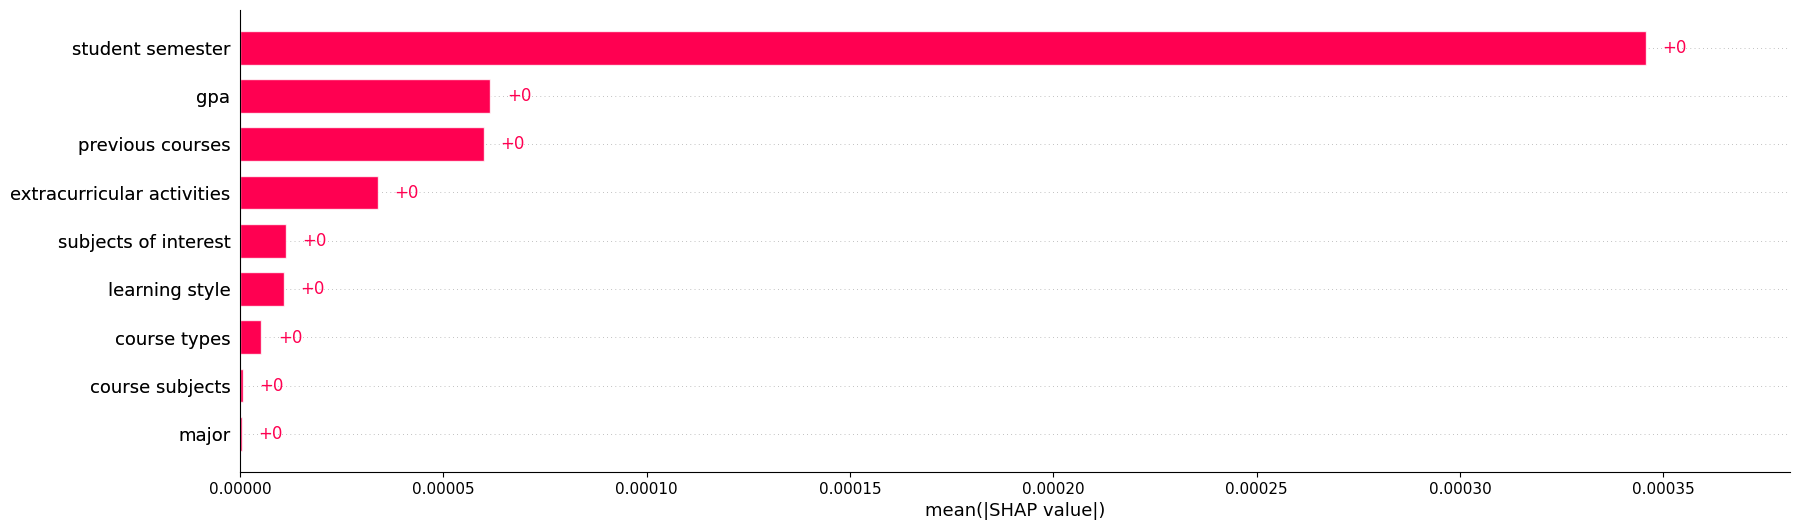 student semester +0
gpa +0
previous courses +0
extracurricular activities +0
subjects of interest +0
learning style +0
course types +0
course subjects +0
major +0
0.00000 0.00005 0.00010 0.00015 0.00020 0.00025 0.00030 0.00035
mean(|SHAP value|)